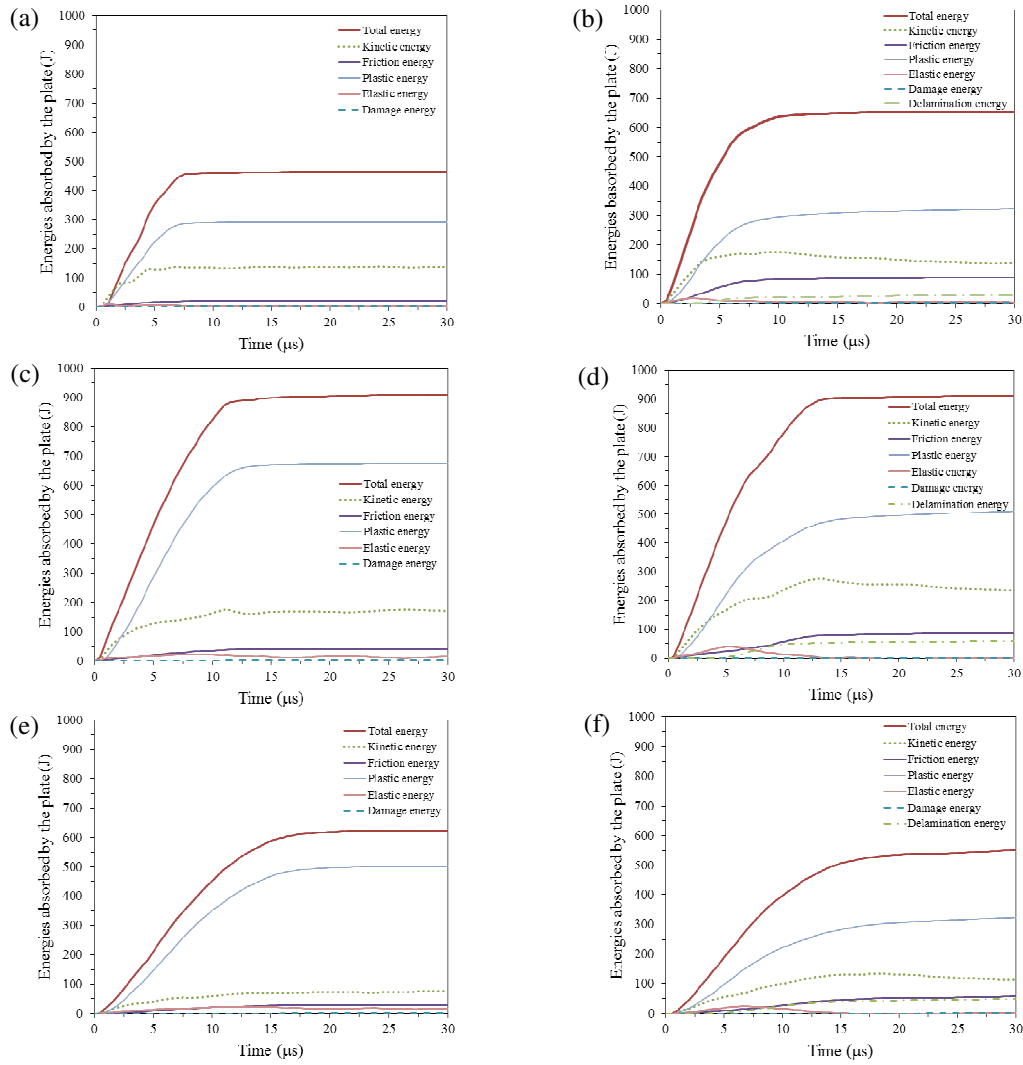 (a)
Energies absorbed by the plate (J)
1000
900
800
700
600
500
400
300
200
100
0
Total energy
Kinetic energy
Friction energy
Plastic energy
Elastic energy
Damage energy
0 5 10 15 20 25 30
Time (μs)
(b)
Energies basorbed by the plate (J)
1000
900
800
700
600
500
400
300
200
100
0
Total energy
Kinetic energy
Friction energy
Plastic energy
Elastic energy
Damage energy
Delamination energy
0 5 10 15 20 25 30
Time (μs)
(c)
Energies absorbed by the plate (J)
1000
900
800
700
600
500
400
300
200
100
0
Total energy
Kinetic energy
Friction energy
Plastic energy
Elastic energy
Damage energy
0 5 10 15 20 25 30
Time (μs)
(d)
Energies absorbed by the plate (J)
1000
900
800
700
600
500
400
300
200
100
0
Total energy
Kinetic energy
Friction energy
Plastic energy
Elastic energy
Damage energy
Delamination energy
0 5 10 15 20 25 30
Time (μs)
(e)
Energies absorbed by the plate (J)
1000
900
800
700
600
500
400
300
200
100
0
Total energy
Kinetic energy
Friction energy
Plastic energy
Elastic energy
Damage energy
0 5 10 15 20 25 30
Time (μs)
(f)
Energies absorbed by the plate (J)
1000
900
800
700
600
500
400
300
200
100
0
Total energy
Kinetic energy
Friction energy
Plastic energy
Elastic energy
Damage energy
Delamination energy
0 5 10 15 20 25 30
Time (μs)